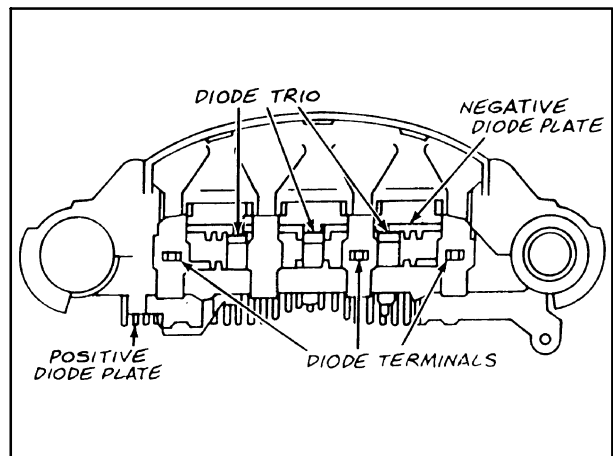 DIODE TRIO
NEGATIVE
DIODE PLATE
POSITIVE
DIODE PLATE
DIODE TERMINALS